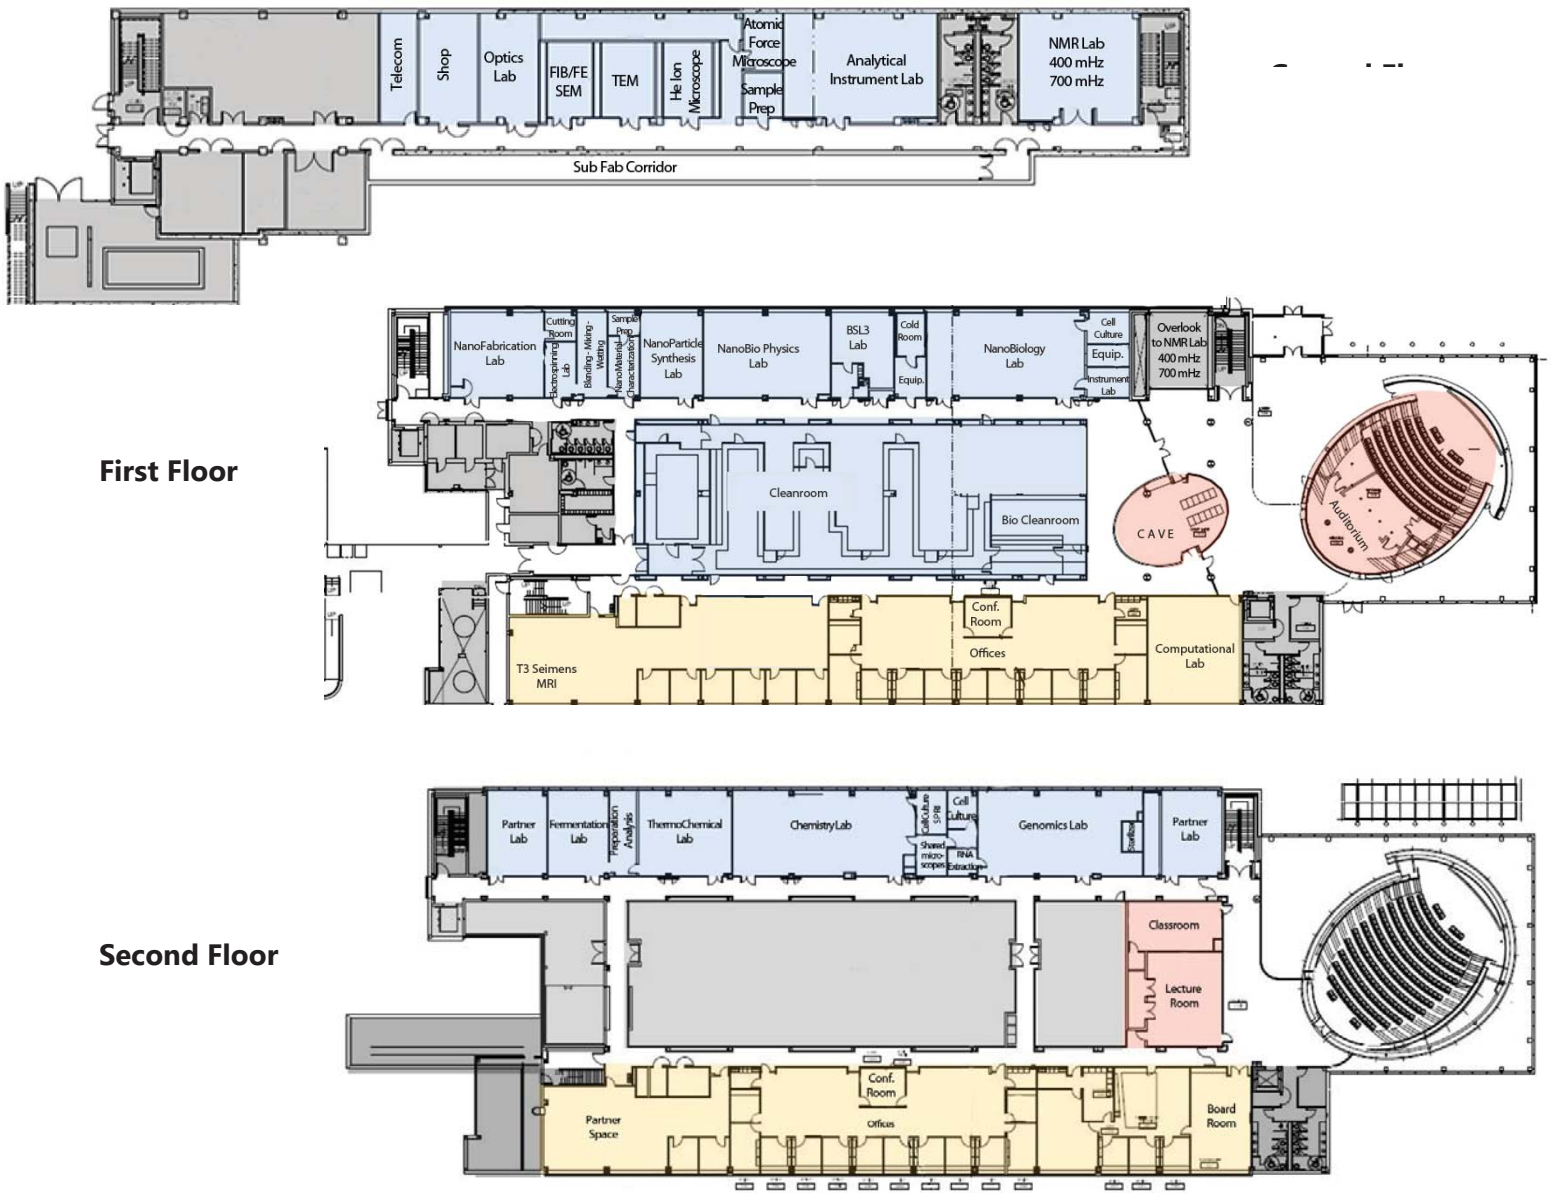 Telecom
Shop
Optics
Lab
FIB/FE
SEM
TEM
He Ion
Microscope
Atomic
Force
Microscope
Sample
Prep
Analytical
Instrument Lab
NMR Lab
400 mHz
700 mHz
Sub Fab Corridor
First Floor
NanoFabrication
Lab
Cutting
Room
Electrospinning
Lab
Blending - Mixing -
Wetting
Sample
Prep
NanoMaterial
Characterization
NanoParticle
Synthesis
Lab
NanoBio Physics
Lab
BSL3
Lab
Cold
Room
Equip.
NanoBiology
Lab
Cell
Culture
Equip.
Instrument
Lab
Overlook
to NMR Lab
400 mHz
700 mHz
Cleanroom
Bio Cleanroom
CAVE
Auditorium
T3 Seimens
MRI
Conf.
Room
Offices
Computational
Lab
Second Floor
Partner
Lab
Fermentation
Lab
Preparation
Analysis
ThermoChemical
Lab
Chemistry Lab
Cell Culture
SPRI
Cell
Culture
Shared
micro-
scopes
RNA
Extraction
Genomics Lab
Sterilizer
Partner
Lab
Classroom
Lecture
Room
Partner
Space
Conf.
Room
Offices
Board
Room